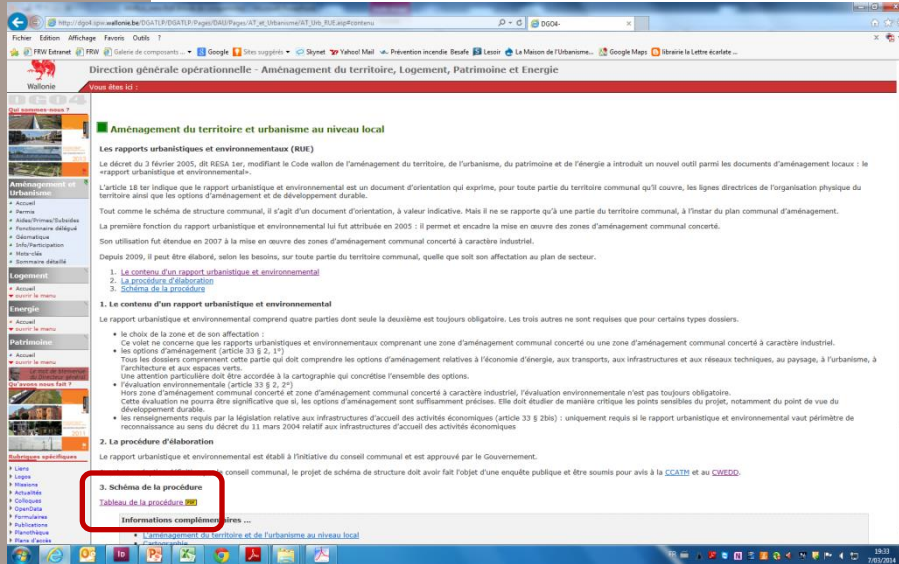 http://dgo4.spw.wallonie.be/DGATLP/DGATLP/Pages/DAU/Pages/AT_et_Urbanisme/AT_Urb_RUE.asp#contenu
DGO4-
Fichier Edition Affichage Favoris Outils ?
FRW Extranet FRW Galerie de composants ... Google Sites suggérés Skynet Yahoo! Mail Prévention incendie Besafe Lesoir La Maison de l'Urbanisme... Google Maps librairie la Lettre écarlate ...
Direction générale opérationnelle - Aménagement du territoire, Logement, Patrimoine et Energie
Wallonie
Vous êtes ici :
DGO4
Qui sommes-nous ?
Aménagement et Urbanisme
Accueil
Permis
Aides/Primes/Subsides
Fonctionnaire délégué
Géomatique
Info/Participation
Mots-clés
Sommaire détaillé
Logement
Accueil
ouvrir le menu
Energie
ouvrir le menu
Patrimoine
Accueil
ouvrir le menu
Le mot de bienvenue du Directeur général
Qu'avons nous fait ?
Rubriques spécifiques
Liens
Logos
Missions
Actualités
Colloques
OpenData
Formulaires
Publications
Planothèque
Plans d'accès
Aménagement du territoire et urbanisme au niveau local
Les rapports urbanistiques et environnementaux (RUE)
Le décret du 3 février 2005, dit RESA 1er, modifiant le Code wallon de l'aménagement du territoire, de l'urbanisme, du patrimoine et de l'énergie a introduit un nouvel outil parmi les documents d'aménagement locaux : le
«rapport urbanistique et environnemental».
L'article 18 ter indique que le rapport urbanistique et environnemental est un document d'orientation qui exprime, pour toute partie du territoire communal qu'il couvre, les lignes directrices de l'organisation physique du
territoire ainsi que les options d'aménagement et de développement durable.
Tout comme le schéma de structure communal, il s'agit d'un document d'orientation, à valeur indicative. Mais il ne se rapporte qu'à une partie du territoire communal, à l'instar du plan communal d'aménagement.
La première fonction du rapport urbanistique et environnemental lui fut attribuée en 2005 : il permet et encadre la mise en œuvre des zones d'aménagement communal concerté.
Son utilisation fut étendue en 2007 à la mise en œuvre des zones d'aménagement communal concerté à caractère industriel.
Depuis 2009, il peut être élaboré, selon les besoins, sur toute partie du territoire communal, quelle que soit son affectation au plan de secteur.
1. Le contenu d'un rapport urbanistique et environnemental
2. La procédure d'élaboration
3. Schéma de la procédure
1. Le contenu d'un rapport urbanistique et environnemental
Le rapport urbanistique et environnemental comprend quatre parties dont seule la deuxième est toujours obligatoire. Les trois autres ne sont requises que pour certains types dossiers.
• le choix de la zone et de son affectation :
Ce volet ne concerne que les rapports urbanistiques et environnementaux comprenant une zone d'aménagement communal concerté ou une zone d'aménagement communal concerté à caractère industriel.
• les options d'aménagement (article 33 § 2, 1°)
Tous les dossiers comprennent cette partie qui doit comprendre les options d'aménagement relatives à l'économie d'énergie, aux transports, aux infrastructures et aux réseaux techniques, au paysage, à l'urbanisme, à
l'architecture et aux espaces verts.
Une attention particulière doit être accordée à la cartographie qui concrétise l'ensemble des options.
• l'évaluation environnementale (article 33 § 2, 2°)
Hors zone d'aménagement communal concerté et zone d'aménagement communal concerté à caractère industriel, l'évaluation environnementale n'est pas toujours obligatoire.
Cette évaluation ne pourra être significative que si, les options d'aménagement sont suffisamment précises. Elle doit étudier de manière critique les points sensibles du projet, notamment du point de vue du
développement durable.
• les renseignements requis par la législation relative aux infrastructures d'accueil des activités économiques (article 33 § 2bis) : uniquement requis si le rapport urbanistique et environnemental vaut périmètre de
reconnaissance au sens du décret du 11 mars 2004 relatif aux infrastructures d'accueil des activités économiques
2. La procédure d'élaboration
Le rapport urbanistique et environnemental est établi à l'initiative du conseil communal et est approuvé par le Gouvernement.
conseil communal, le projet de schéma de structure doit avoir fait l'objet d'une enquête publique et être soumis pour avis à la CCATM et au CWEDD.
3. Schéma de la procédure
Tableau de la procédure PDF
Informations complémentaires ...
• L'aménagement du territoire et de l'urbanisme au niveau local
• Cartographie
FR
19:33
7/03/2014